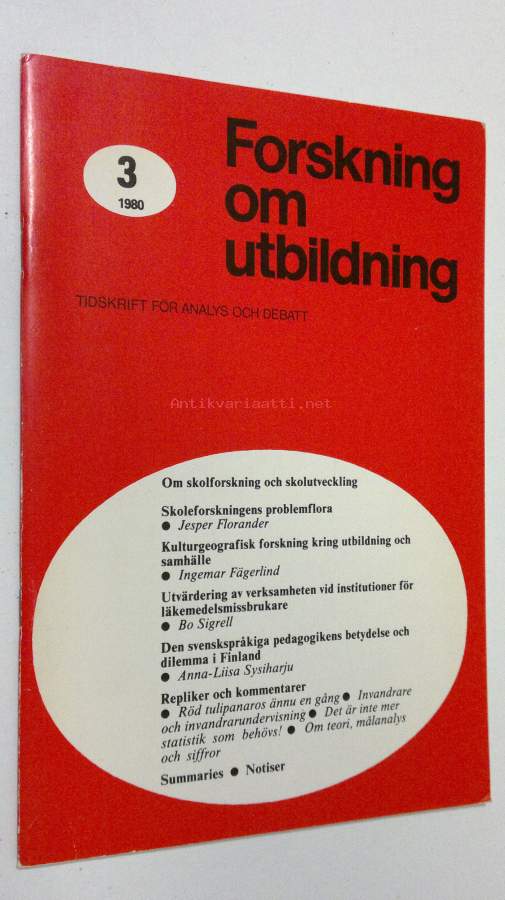 3
1980
Forskning
om
utbildning
TIDSKRIFT FÖR ANALYS OCH DEBATT
Antikvariaatti.net
Om skolforskning och skolutveckling
Skoleforskningens problemflora
● Jesper Florander
Kulturgeografisk forskning kring utbildning och
samhälle
● Ingemar Fägerlind
Utvärdering av verksamheten vid institutioner för
läkemedelsmissbrukare
● Bo Sigrell
Den svenskspråkiga pedagogikens betydelse och
dilemma i Finland
● Anna-Liisa Sysiharju
Repliker och kommentarer
● Röd tulipanaros ännu en gång ● Invandrare
och invandrarundervisning ● Det är inte mer
statistik som behövs! ● Om teori, målanalys
och siffror
Summaries ● Notiser